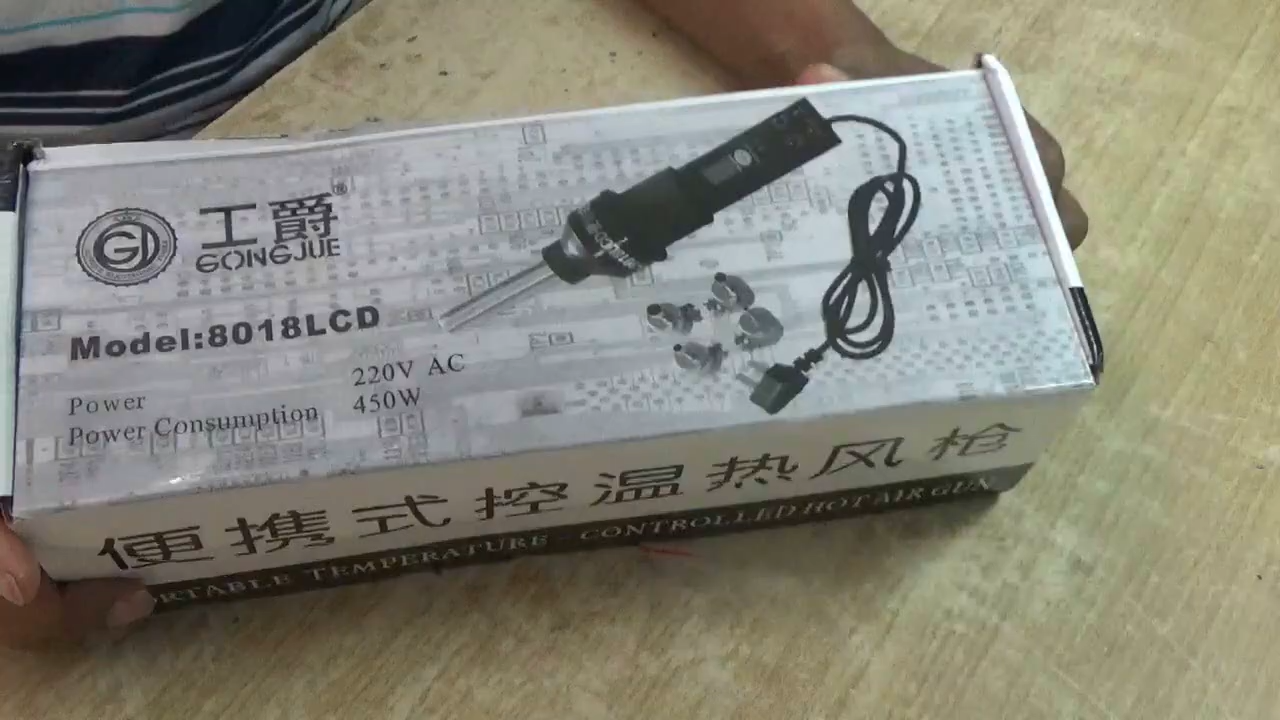 工爵®
GONGJUE
GJ
Model:8018LCD
Power 220V AC
Power Consumption 450W
便携式控温热风枪
TEMPERATURE - CONTROLLED HOT AIR GUN